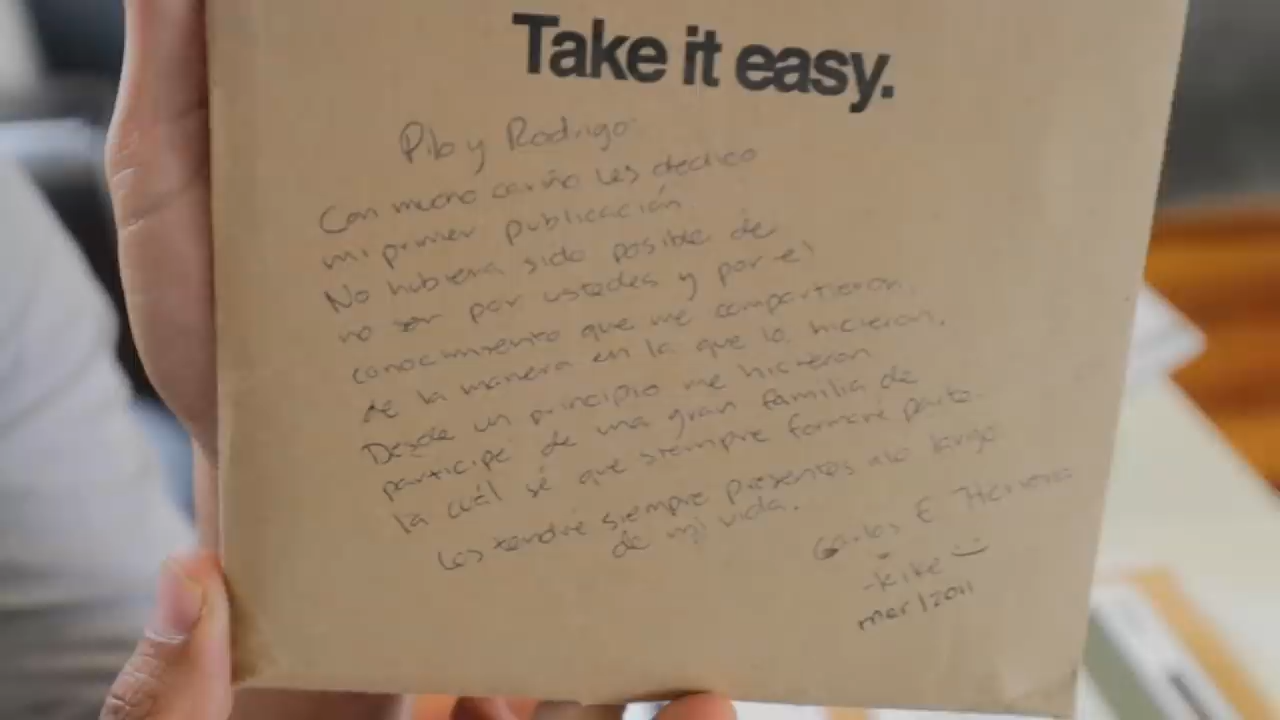 Take it easy.
Pilo y Rodrigo:
Con mucho cariño les dedico
mi primer publicación.
No hubiera sido posible de
no ser por ustedes y por el
conocimiento que me compartieron,
de la manera en la que lo hicieron.
Desde un principio me hicieron
participe de una gran familia de
la cuál sé que siempre formaré parte.
Los tendré siempre presentes a lo largo
de mi vida.
Carlos E Herrera
-Kike
mar/2011